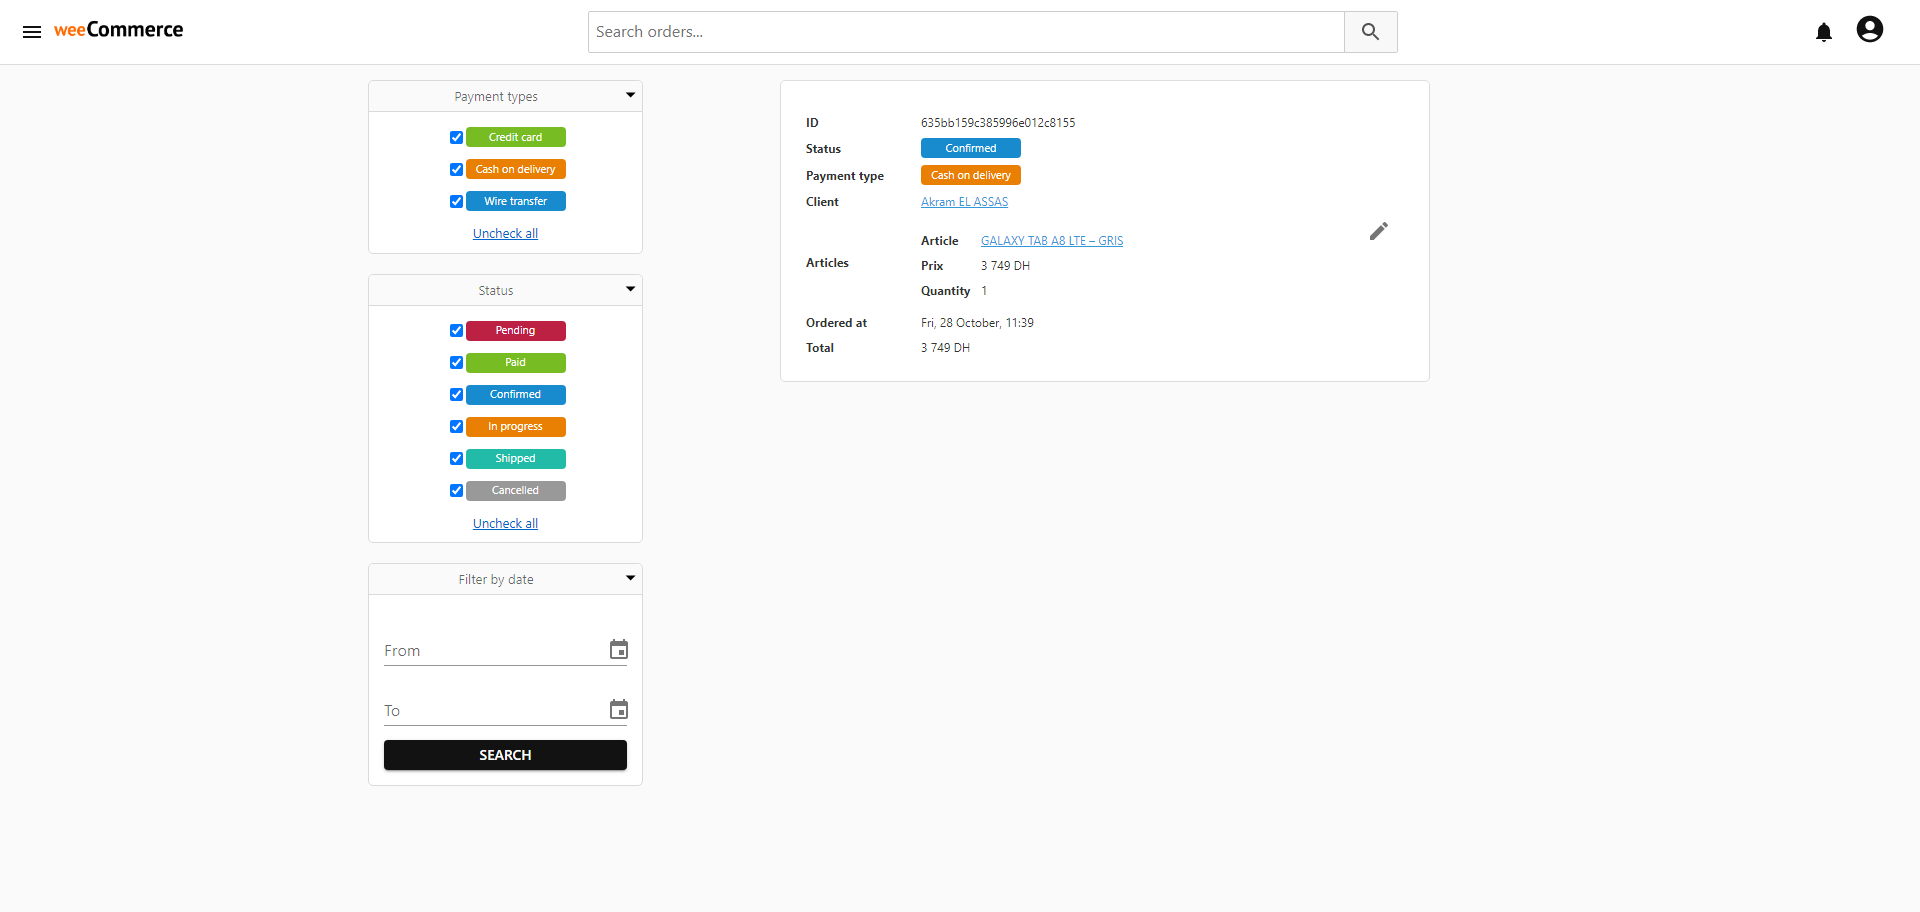 weeCommerce
Search orders...
Payment types
Credit card
Cash on delivery
Wire transfer
Uncheck all
Status
Pending
Paid
Confirmed
In progress
Shipped
Cancelled
Uncheck all
Filter by date
From
To
SEARCH
ID 635bb159c385996e012c8155
Status Confirmed
Payment type Cash on delivery
Client Akram EL ASSAS
Articles
Article GALAXY TAB A8 LTE – GRIS
Prix 3 749 DH
Quantity 1
Ordered at Fri, 28 October, 11:39
Total 3 749 DH